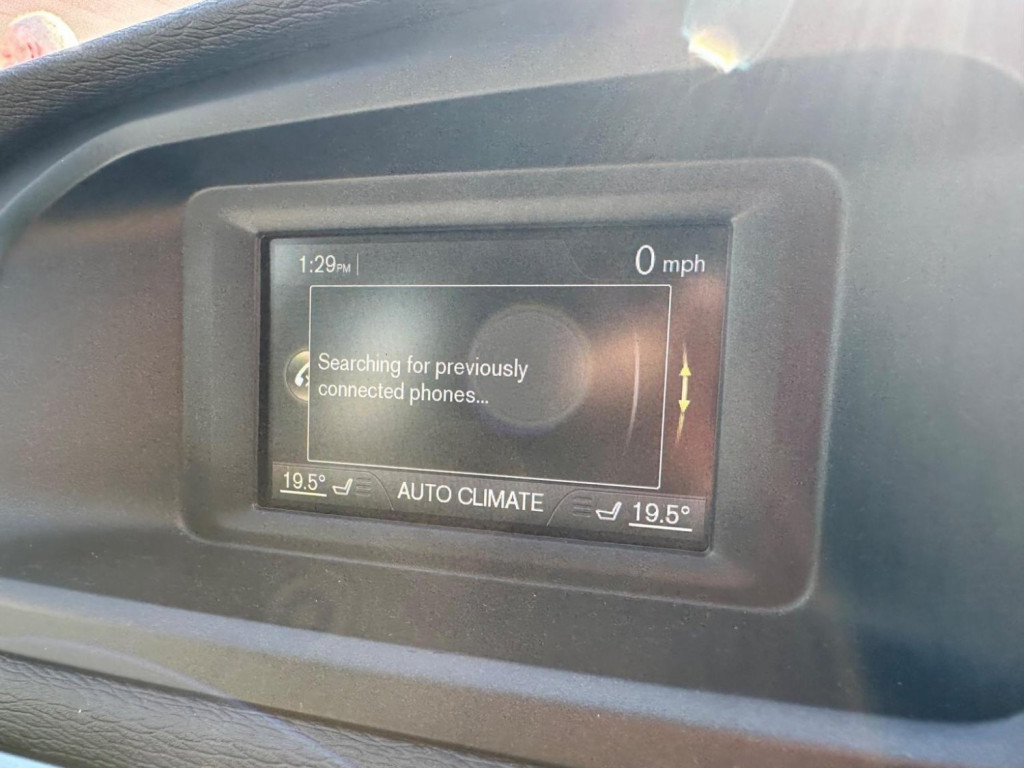 1:29PM
0 mph
Searching for previously
connected phones...
19.5° AUTO CLIMATE 19.5°